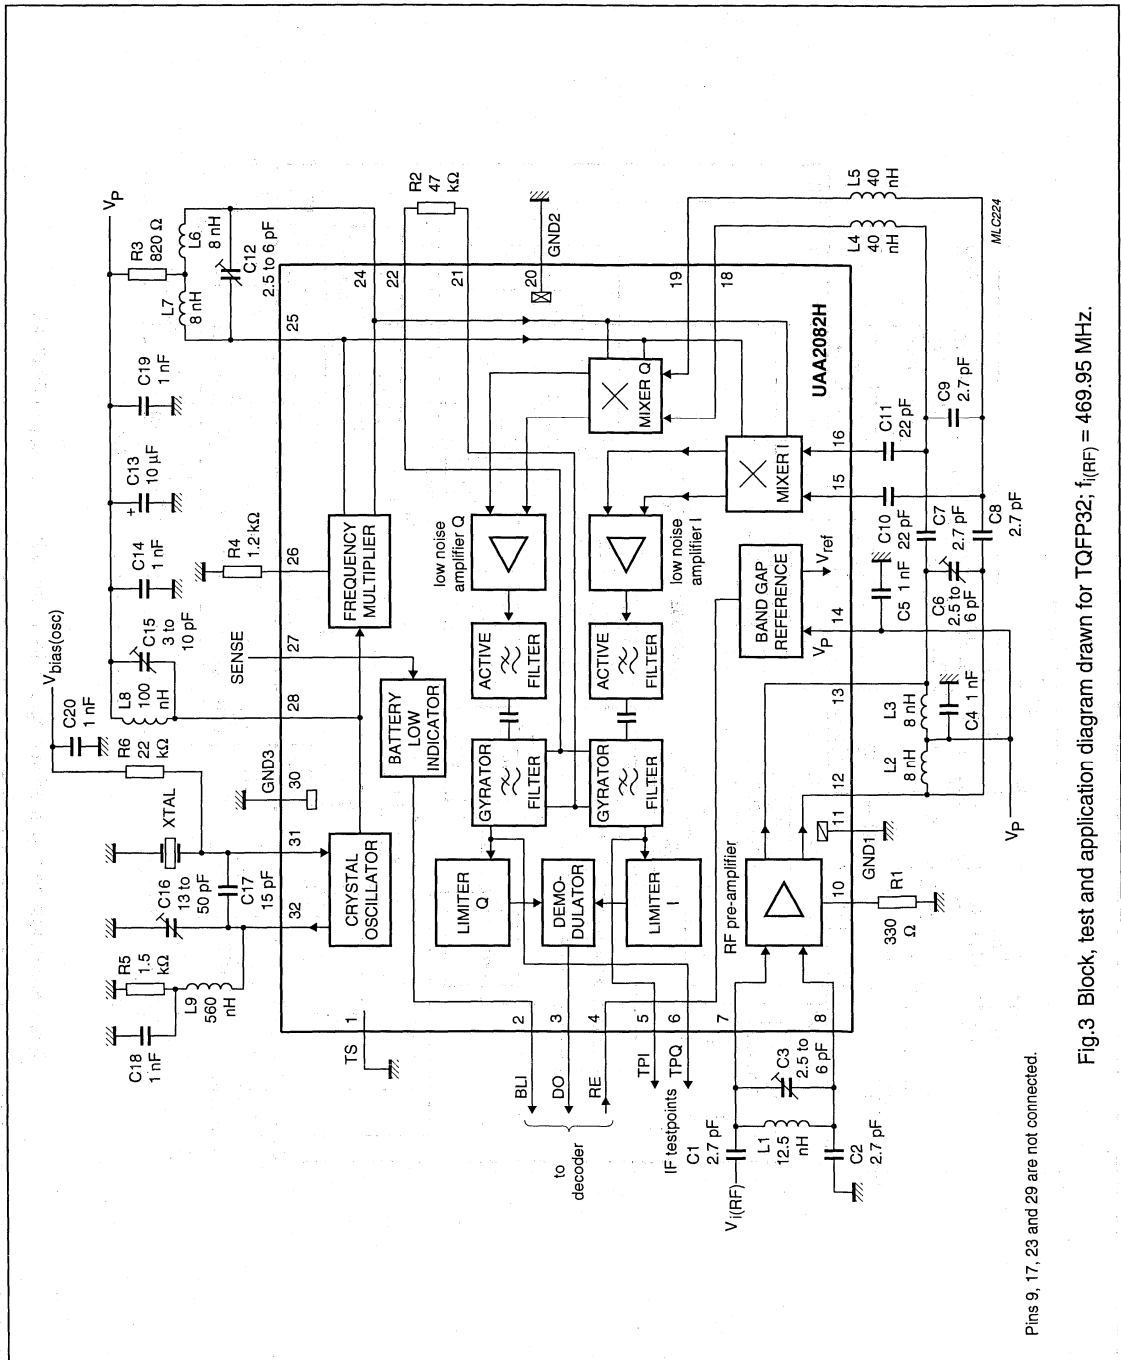 Vbias(osc)
C20
1 nF
R6
22
kΩ
XTAL
C16
13 to
50 pF
C17
15 pF
R5
1.5
kΩ
C18
1 nF
L9
560
nH
L8
100
nH
C15
3 to
10 pF
C14
1 nF
C13
10 µF
+
C19
1 nF
VP
R3
820 Ω
L7
8 nH
L6
8 nH
C12
2.5 to 6 pF
R4
1.2 kΩ
SENSE
GND3
TS
1
32
31
30
28
27
26
25
24
22
21
20
19
18
R2
47
kΩ
GND2
CRYSTAL
OSCILLATOR
BATTERY
LOW
INDICATOR
FREQUENCY
MULTIPLIER
low noise
amplifier Q
ACTIVE
FILTER
GYRATOR
FILTER
LIMITER
Q
DEMO-
DULATOR
LIMITER
I
GYRATOR
FILTER
ACTIVE
FILTER
low noise
amplifier I
MIXER Q
MIXER I
BAND GAP
REFERENCE
Vref
VP
RF pre-amplifier
UAA2082H
2
3
4
5
6
7
8
BLI
DO
RE
TPI
TPQ
to
decoder
IF testpoints
C1
2.7 pF
Vi(RF)
L1
12.5
nH
C3
2.5 to
6 pF
C2
2.7 pF
10
11
12
13
14
15
16
R1
330
Ω
GND1
VP
L2
8 nH
L3
8 nH
C4
1 nF
C5
1 nF
C6
2.5 to
6 pF
C7
2.7 pF
C8
2.7 pF
C10
22 pF
C11
22 pF
C9
2.7 pF
L4
40
nH
L5
40
nH
MLC224
Pins 9, 17, 23 and 29 are not connected.
Fig.3 Block, test and application diagram drawn for TQFP32; fi(RF) = 469.95 MHz.